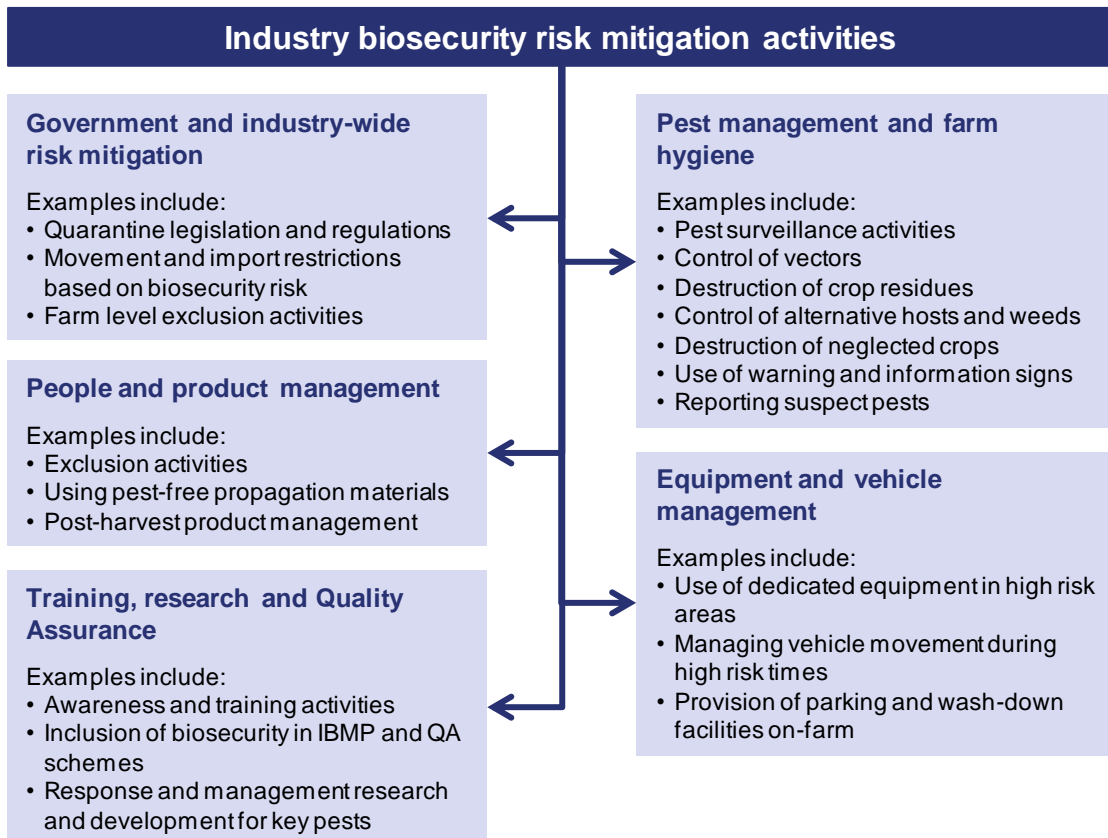 Industry biosecurity risk mitigation activities
Government and industry-wide
risk mitigation
Examples include:
• Quarantine legislation and regulations
• Movement and import restrictions
based on biosecurity risk
• Farm level exclusion activities
People and product management
Examples include:
• Exclusion activities
• Using pest-free propagation materials
• Post-harvest product management
Training, research and Quality
Assurance
Examples include:
• Awareness and training activities
• Inclusion of biosecurity in IBMP and QA
schemes
• Response and management research
and development for key pests
Pest management and farm
hygiene
Examples include:
• Pest surveillance activities
• Control of vectors
• Destruction of crop residues
• Control of alternative hosts and weeds
• Destruction of neglected crops
• Use of warning and information signs
• Reporting suspect pests
Equipment and vehicle
management
Examples include:
• Use of dedicated equipment in high risk
areas
• Managing vehicle movement during
high risk times
• Provision of parking and wash-down
facilities on-farm